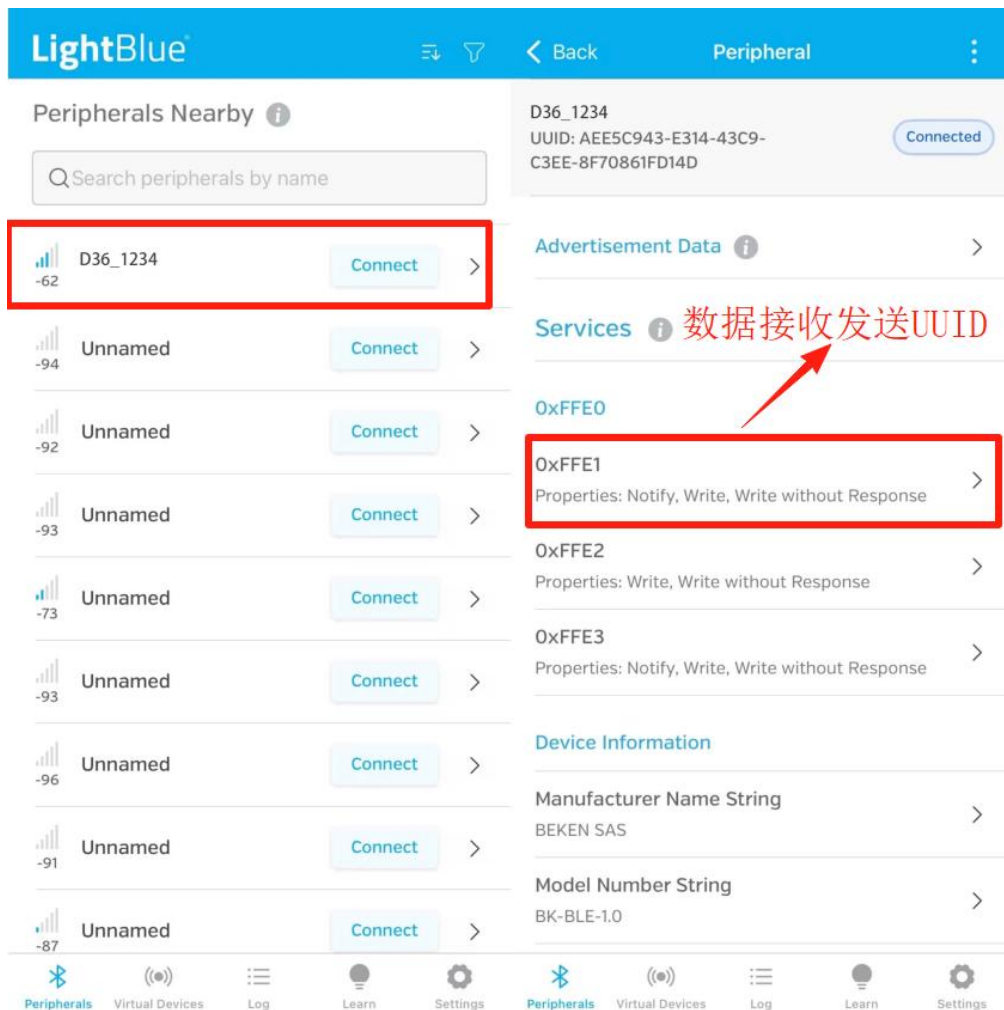 LightBlue
Peripherals Nearby
Search peripherals by name
D36_1234
Connect
-62
Unnamed
Connect
-94
Unnamed
Connect
-92
Unnamed
Connect
-93
Unnamed
Connect
-73
Unnamed
Connect
-93
Unnamed
Connect
-96
Unnamed
Connect
-91
Unnamed
Connect
-87
Peripherals Virtual Devices Log Learn Settings
Back Peripheral
D36_1234
UUID: AEE5C943-E314-43C9-
C3EE-8F70861FD14D
Connected
Advertisement Data
Services
数据接收发送UUID
0xFFE0
0xFFE1
Properties: Notify, Write, Write without Response
0xFFE2
Properties: Write, Write without Response
0xFFE3
Properties: Notify, Write, Write without Response
Device Information
Manufacturer Name String
BEKEN SAS
Model Number String
BK-BLE-1.0
Peripherals Virtual Devices Log Learn Settings